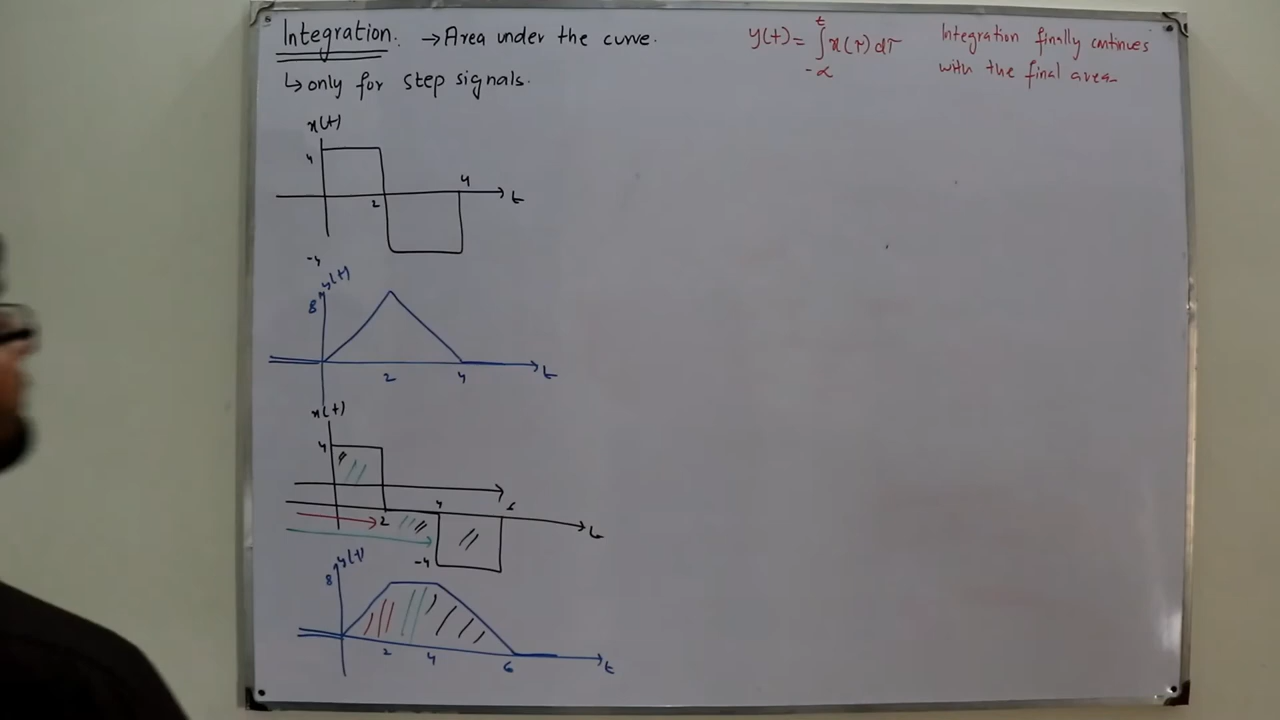 Integration. → Area under the curve.
↳ only for step signals.
y(t) = ∫ x(τ) dτ
t
-∞
Integration finally continues
with the final area
x(t)
4
2
4
t
-4
y(t)
8
2
4
t
x(t)
4
2
4
6
t
-4
y(t)
8
2
4
6
t